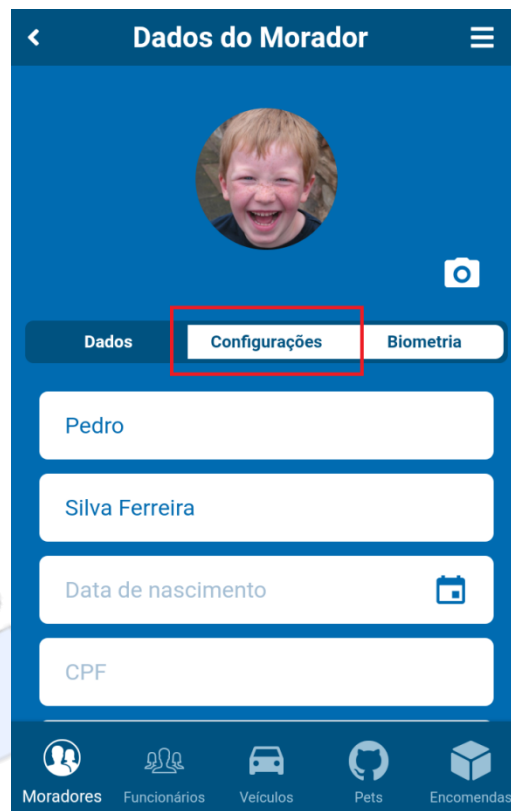 Dados do Morador
Dados Configurações Biometria
Pedro
Silva Ferreira
Data de nascimento
CPF
Moradores Funcionários Veículos Pets Encomendas